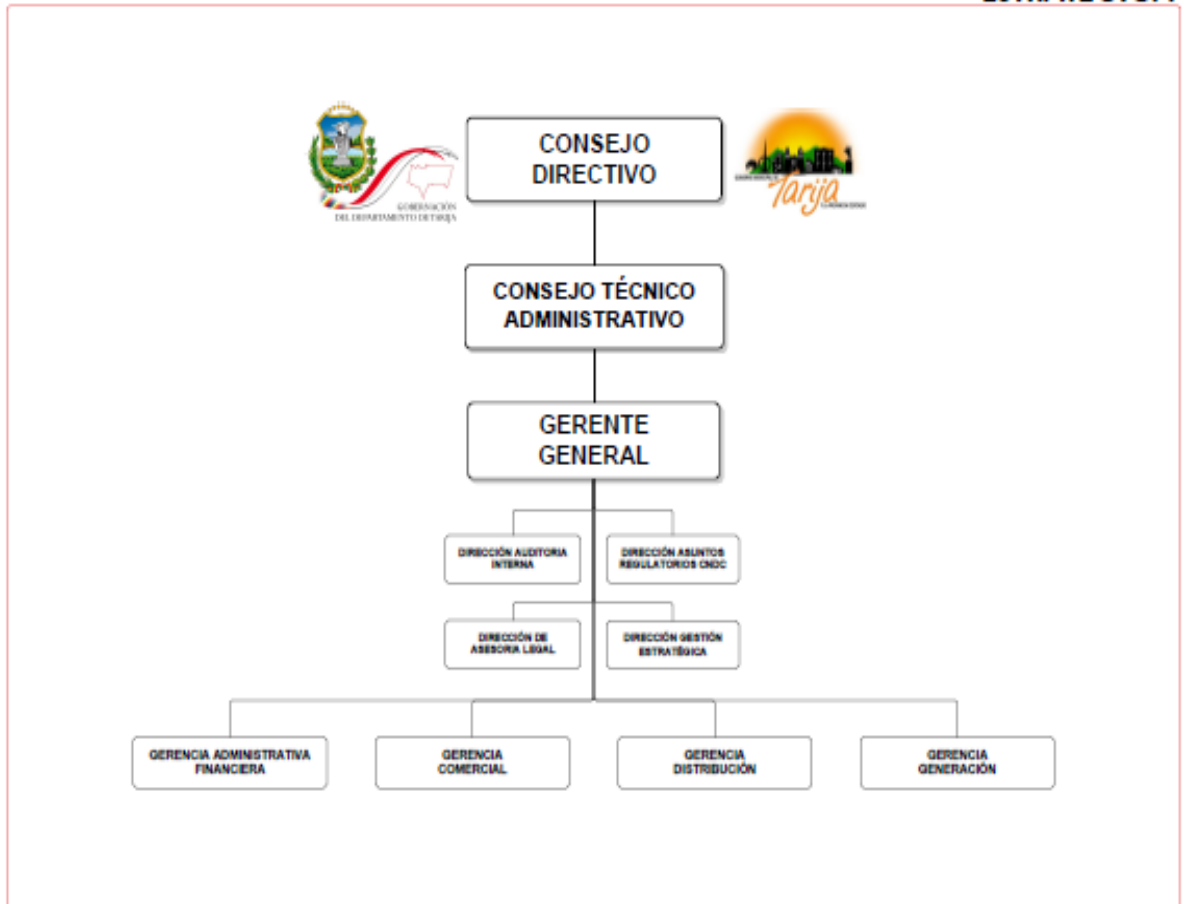 CONSEJO
DIRECTIVO
GOBERNACIÓN
DEL DEPARTAMENTO DE TARIJA
Tarija
CONSEJO TÉCNICO
ADMINISTRATIVO
GERENTE
GENERAL
DIRECCIÓN AUDITORIA
INTERNA
DIRECCIÓN ASUNTOS
REGULATORIOS CNDC
DIRECCIÓN DE
ASESORIA LEGAL
DIRECCIÓN GESTIÓN
ESTRATÉGICA
GERENCIA ADMINISTRATIVA
FINANCIERA
GERENCIA
COMERCIAL
GERENCIA
DISTRIBUCIÓN
GERENCIA
GENERACIÓN